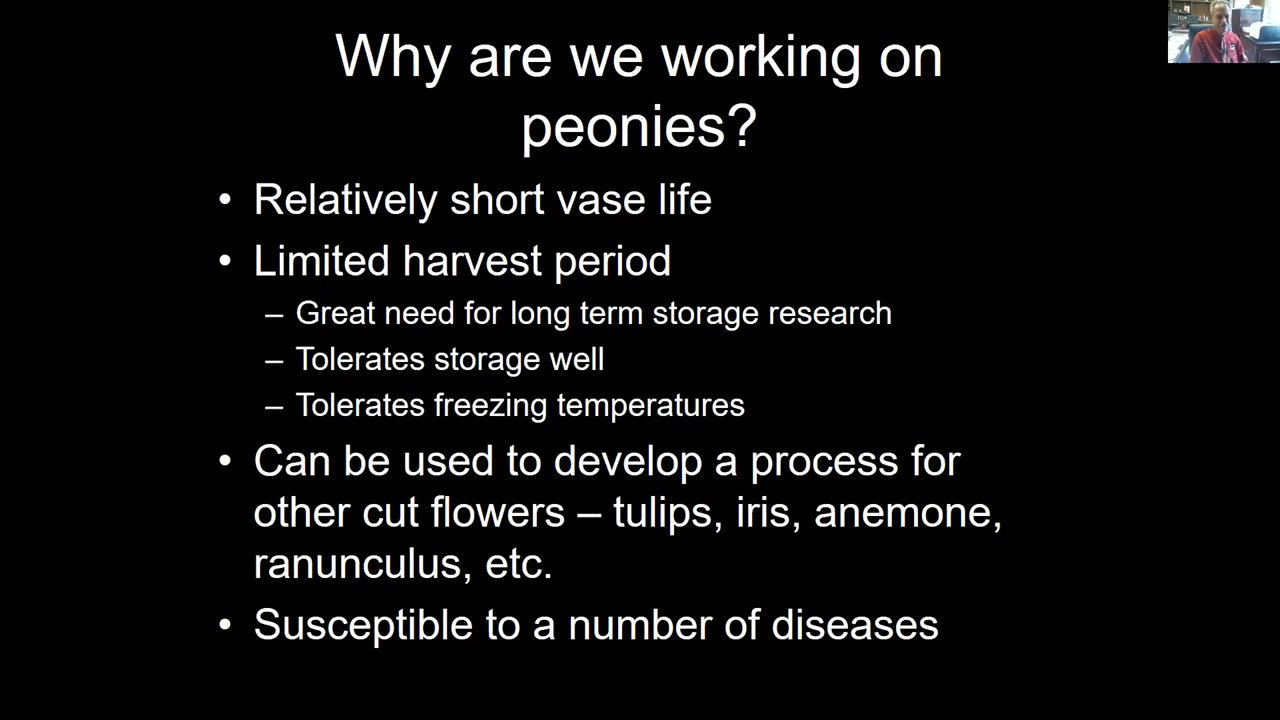 Why are we working on
peonies?
• Relatively short vase life
• Limited harvest period
– Great need for long term storage research
– Tolerates storage well
– Tolerates freezing temperatures
• Can be used to develop a process for
other cut flowers – tulips, iris, anemone,
ranunculus, etc.
• Susceptible to a number of diseases